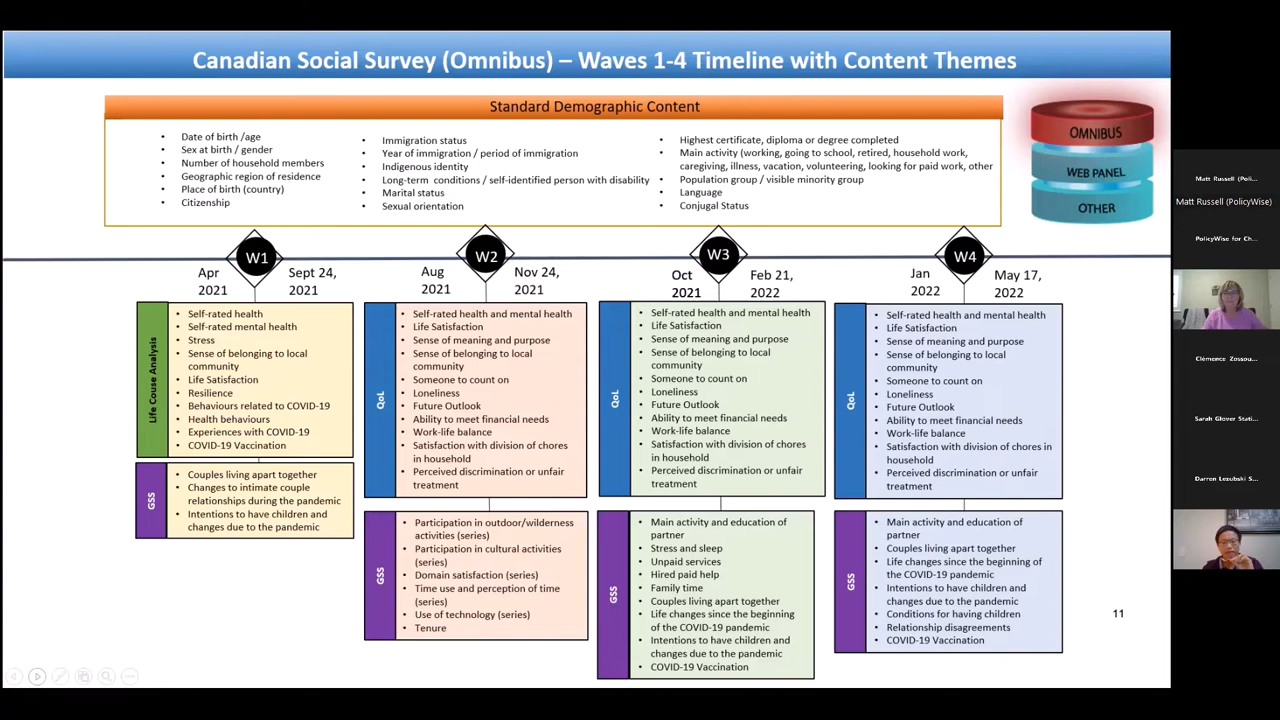 Canadian Social Survey (Omnibus) – Waves 1-4 Timeline with Content Themes
Standard Demographic Content
• Date of birth /age
• Sex at birth / gender
• Number of household members
• Geographic region of residence
• Place of birth (country)
• Citizenship
• Immigration status
• Year of immigration / period of immigration
• Indigenous identity
• Long-term conditions / self-identified person with disability
• Marital status
• Sexual orientation
• Highest certificate, diploma or degree completed
• Main activity (working, going to school, retired, household work,
caregiving, illness, vacation, volunteering, looking for paid work, other
• Population group / visible minority group
• Language
• Conjugal Status
OMNIBUS
WEB PANEL
OTHER
W1
Apr
2021
Sept 24,
2021
Life Couse Analysis
• Self-rated health
• Self-rated mental health
• Stress
• Sense of belonging to local
community
• Life Satisfaction
• Resilience
• Behaviours related to COVID-19
• Health behaviours
• Experiences with COVID-19
• COVID-19 Vaccination
GSS
• Couples living apart together
• Changes to intimate couple
relationships during the pandemic
• Intentions to have children and
changes due to the pandemic
W2
Aug
2021
Nov 24,
2021
QoL
• Self-rated health and mental health
• Life Satisfaction
• Sense of meaning and purpose
• Sense of belonging to local
community
• Someone to count on
• Loneliness
• Future Outlook
• Ability to meet financial needs
• Work-life balance
• Satisfaction with division of chores
in household
• Perceived discrimination or unfair
treatment
GSS
• Participation in outdoor/wilderness
activities (series)
• Participation in cultural activities
(series)
• Domain satisfaction (series)
• Time use and perception of time
(series)
• Use of technology (series)
• Tenure
W3
Oct
2021
Feb 21,
2022
QoL
• Self-rated health and mental health
• Life Satisfaction
• Sense of meaning and purpose
• Sense of belonging to local
community
• Someone to count on
• Loneliness
• Future Outlook
• Ability to meet financial needs
• Work-life balance
• Satisfaction with division of chores
in household
• Perceived discrimination or unfair
treatment
GSS
• Main activity and education of
partner
• Stress and sleep
• Unpaid services
• Hired paid help
• Family time
• Couples living apart together
• Life changes since the beginning
of the COVID-19 pandemic
• Intentions to have children and
changes due to the pandemic
• COVID-19 Vaccination
W4
Jan
2022
May 17,
2022
QoL
• Self-rated health and mental health
• Life Satisfaction
• Sense of meaning and purpose
• Sense of belonging to local
community
• Someone to count on
• Loneliness
• Future Outlook
• Ability to meet financial needs
• Work-life balance
• Satisfaction with division of chores in
household
• Perceived discrimination or unfair
treatment
GSS
• Main activity and education of
partner
• Couples living apart together
• Life changes since the beginning of
the COVID-19 pandemic
• Intentions to have children and
changes due to the pandemic
• Conditions for having children
• Relationship disagreements
• COVID-19 Vaccination
11
Matt Russell (Poli...
Matt Russell (PolicyWise)
PolicyWise for Ch...
Clémence Zossou...
Sarah Glover Stati...
Darren Lezubski S...